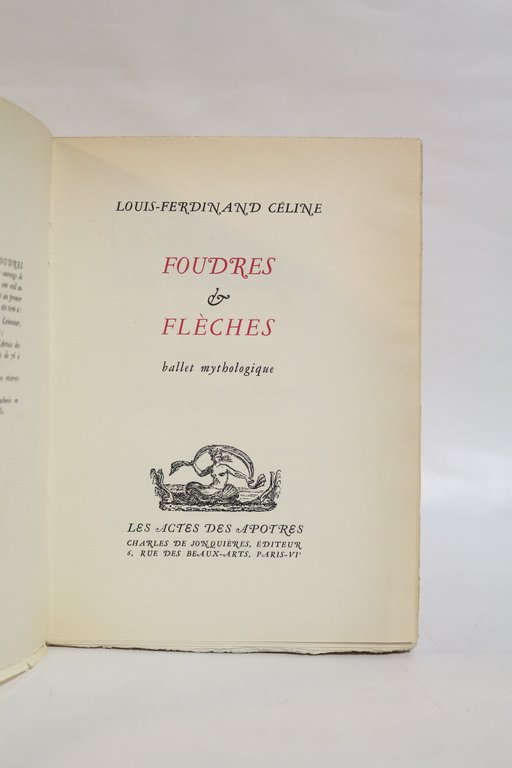 LOUIS-FERDINAND CÉLINE
FOUDRES
&
FLÈCHES
ballet mythologique
LES ACTES DES APOTRES
CHARLES DE JONQUIÈRES, ÉDITEUR
6, RUE DES BEAUX-ARTS, PARIS-VIᵉ